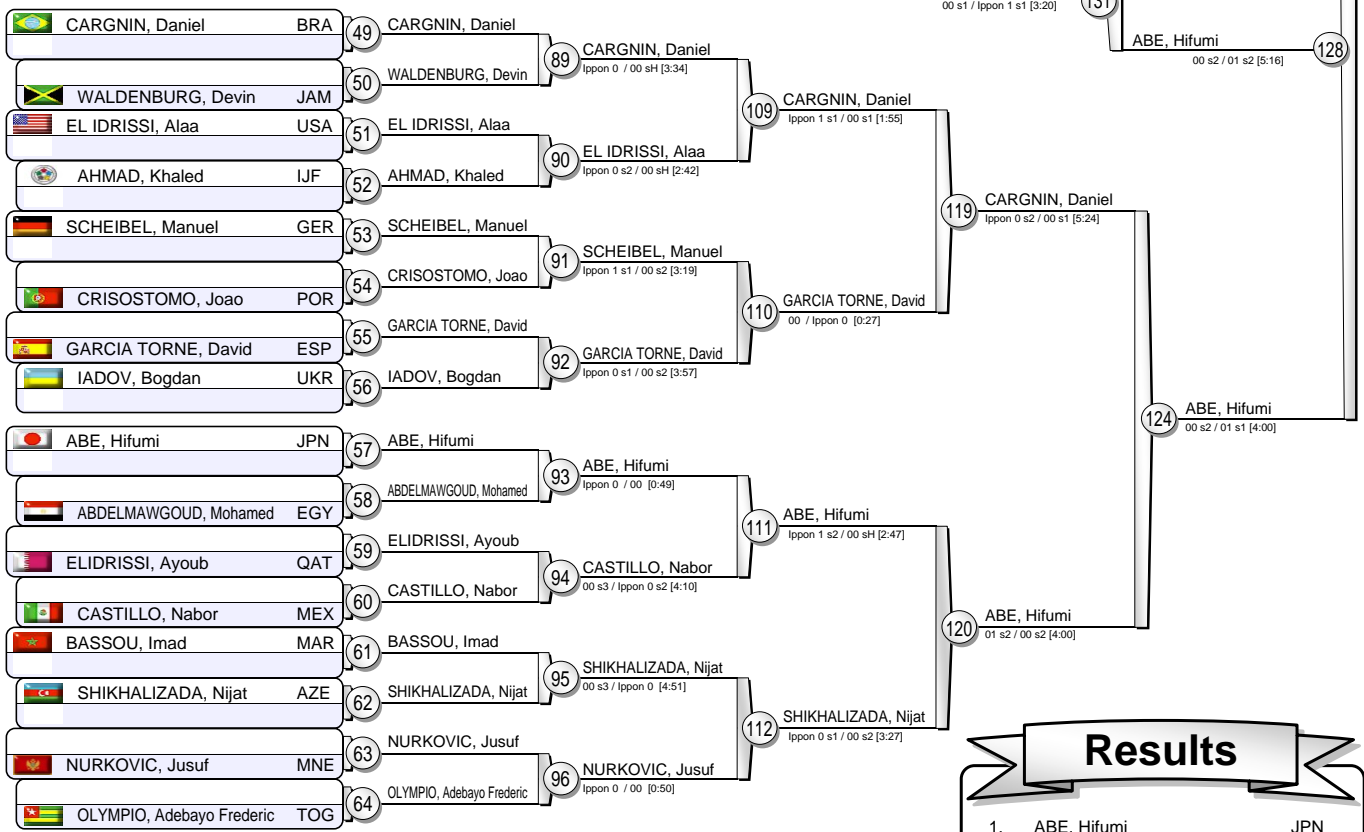 00 s1 / Ippon 1 s1 [3:20]
131
ABE, Hifumi
128
00 s2 / 01 s2 [5:16]
CARGNIN, Daniel BRA
49
CARGNIN, Daniel
WALDENBURG, Devin JAM
50
WALDENBURG, Devin
89
CARGNIN, Daniel
Ippon 0 / 00 sH [3:34]
EL IDRISSI, Alaa USA
51
EL IDRISSI, Alaa
AHMAD, Khaled IJF
52
AHMAD, Khaled
90
EL IDRISSI, Alaa
Ippon 0 s2 / 00 sH [2:42]
109
CARGNIN, Daniel
Ippon 1 s1 / 00 s1 [1:55]
SCHEIBEL, Manuel GER
53
SCHEIBEL, Manuel
CRISOSTOMO, Joao POR
54
CRISOSTOMO, Joao
91
SCHEIBEL, Manuel
Ippon 1 s1 / 00 s2 [3:19]
GARCIA TORNE, David ESP
55
GARCIA TORNE, David
IADOV, Bogdan UKR
56
IADOV, Bogdan
92
GARCIA TORNE, David
Ippon 0 s1 / 00 s2 [3:57]
110
GARCIA TORNE, David
00 / Ippon 0 [0:27]
119
CARGNIN, Daniel
Ippon 0 s2 / 00 s1 [5:24]
124
ABE, Hifumi
00 s2 / 01 s1 [4:00]
ABE, Hifumi JPN
57
ABE, Hifumi
ABDELMAWGOUD, Mohamed EGY
58
ABDELMAWGOUD, Mohamed
93
ABE, Hifumi
Ippon 0 / 00 [0:49]
ELIDRISSI, Ayoub QAT
59
ELIDRISSI, Ayoub
CASTILLO, Nabor MEX
60
CASTILLO, Nabor
94
CASTILLO, Nabor
00 s3 / Ippon 0 s2 [4:10]
111
ABE, Hifumi
Ippon 1 s2 / 00 sH [2:47]
BASSOU, Imad MAR
61
BASSOU, Imad
SHIKHALIZADA, Nijat AZE
62
SHIKHALIZADA, Nijat
95
SHIKHALIZADA, Nijat
00 s3 / Ippon 0 [4:51]
NURKOVIC, Jusuf MNE
63
NURKOVIC, Jusuf
OLYMPIO, Adebayo Frederic TOG
64
OLYMPIO, Adebayo Frederic
96
NURKOVIC, Jusuf
Ippon 0 / 00 [0:50]
112
SHIKHALIZADA, Nijat
Ippon 0 s1 / 00 s2 [3:27]
120
ABE, Hifumi
01 s2 / 00 s2 [4:00]
Results
1. ABE, Hifumi JPN